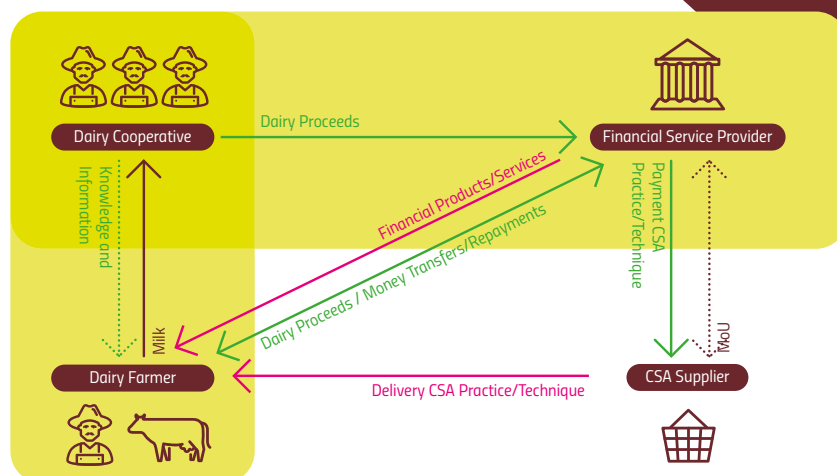 Dairy Cooperative
Dairy Proceeds
Financial Service Provider
Knowledge and
Information
Milk
Financial Products/Services
Dairy Proceeds / Money Transfers/Repayments
Payment CSA
Practice/Technique
MoU
Dairy Farmer
Delivery CSA Practice/Technique
CSA Supplier